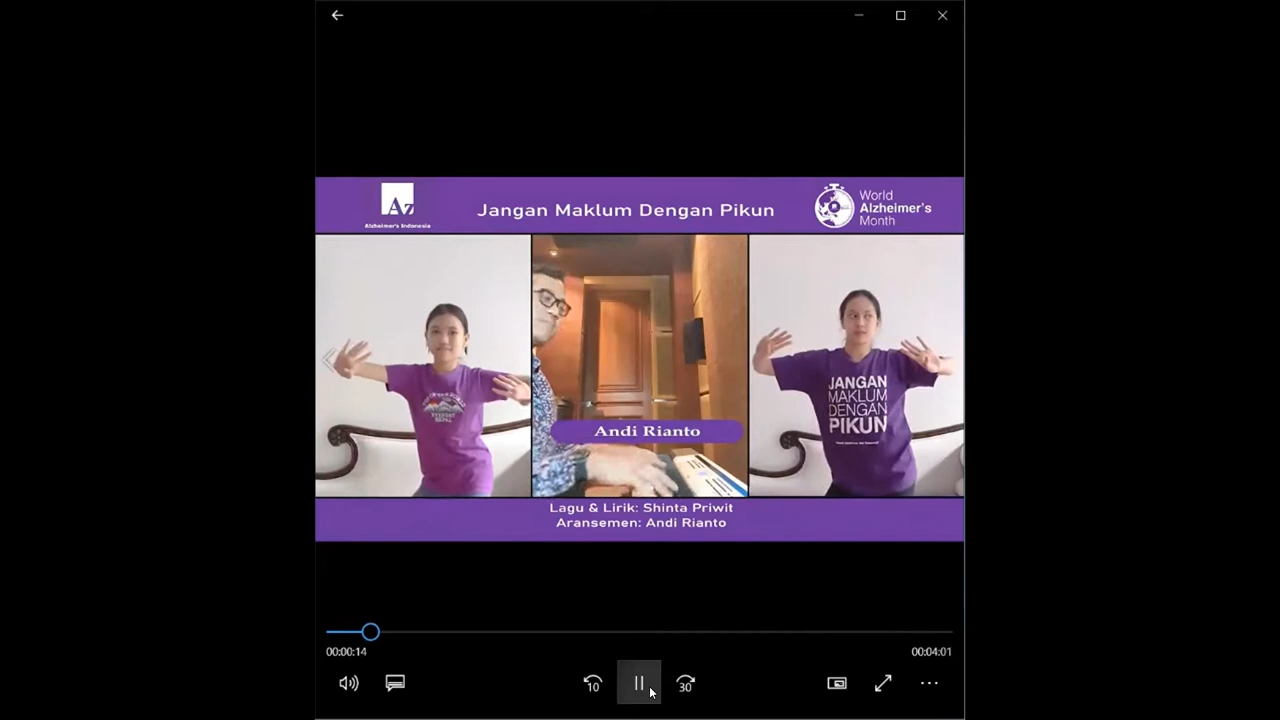 Az
Alzheimer's Indonesia
Jangan Maklum Dengan Pikun
World
Alzheimer's
Month
JANGAN
MAKLUM
DENGAN
PIKUN
Andi Rianto
Lagu & Lirik: Shinta Priwit
Aransemen: Andi Rianto
00:00:14
00:04:01
10
30